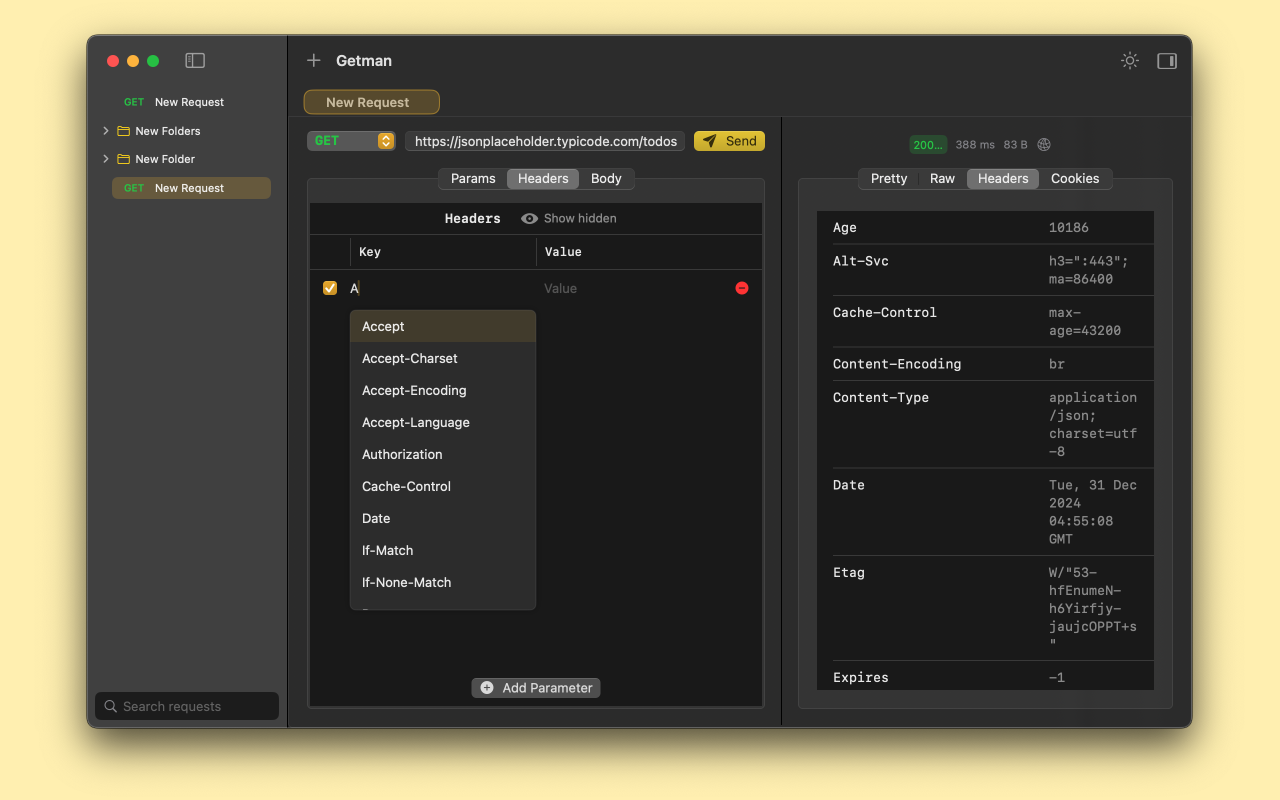 Getman
GET New Request
New Folders
New Folder
GET New Request
Search requests
New Request
GET
https://jsonplaceholder.typicode.com/todos
Send
Params Headers Body
Headers Show hidden
Key Value
A Value
Accept
Accept-Charset
Accept-Encoding
Accept-Language
Authorization
Cache-Control
Date
If-Match
If-None-Match
Add Parameter
200... 388 ms 83 B
Pretty Raw Headers Cookies
Age 10186
Alt-Svc h3=":443";
ma=86400
Cache-Control max-
age=43200
Content-Encoding br
Content-Type application
/json;
charset=utf
-8
Date Tue, 31 Dec
2024
04:55:08
GMT
Etag W/"53-
hfEnumeN-
h6Yirfjy-
jaujcOPPT+s
"
Expires -1